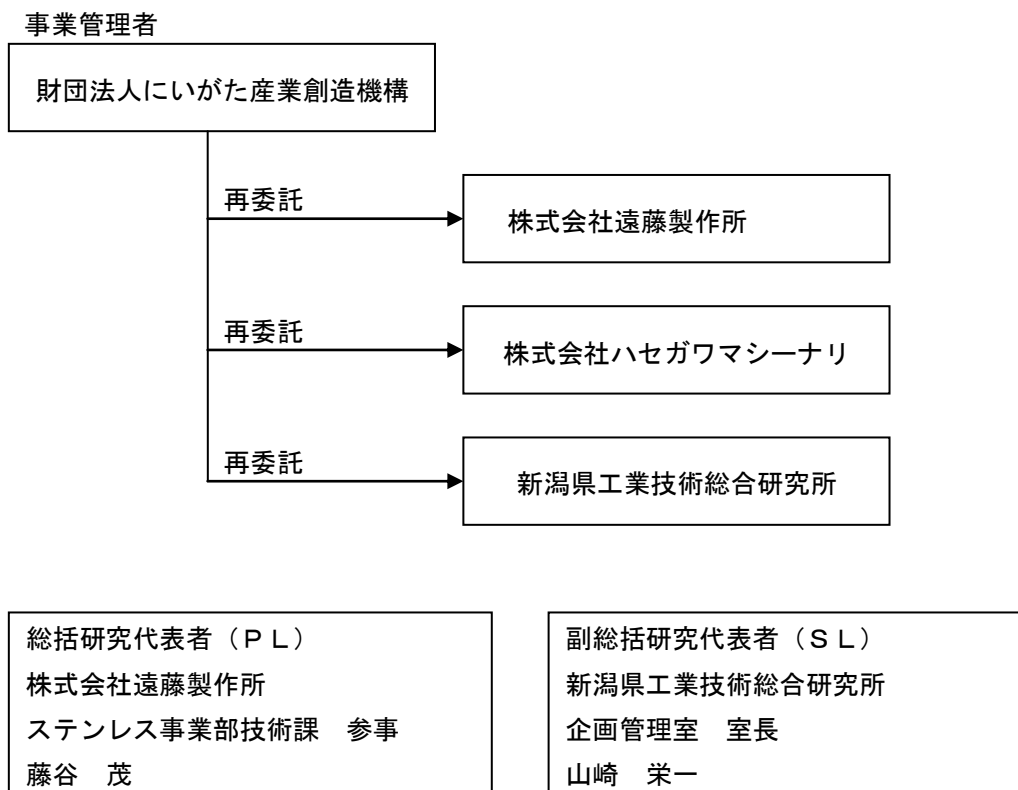 事業管理者
財団法人にいがた産業創造機構
再委託
株式会社遠藤製作所
再委託
株式会社ハセガワマシーナリ
再委託
新潟県工業技術総合研究所
総括研究代表者（ＰＬ）
株式会社遠藤製作所
ステンレス事業部技術課　参事
藤谷　茂
副総括研究代表者（ＳＬ）
新潟県工業技術総合研究所
企画管理室　室長
山崎　栄一